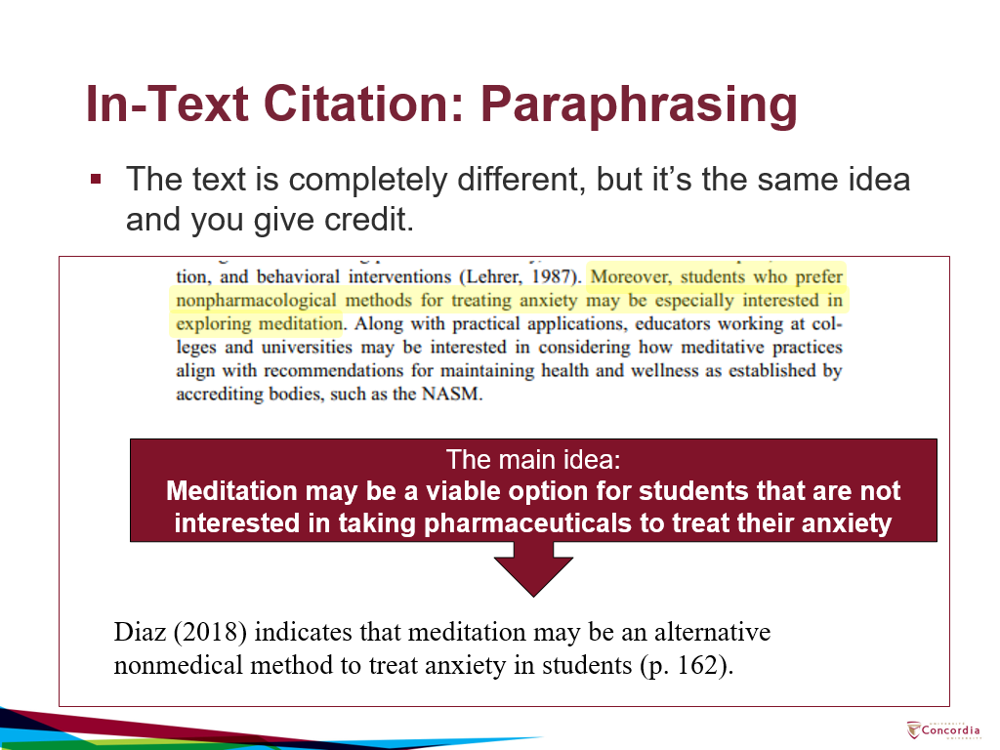 In-Text Citation: Paraphrasing
The text is completely different, but it's the same idea
and you give credit.
tion, and behavioral interventions (Lehrer, 1987). Moreover, students who prefer
nonpharmacological methods for treating anxiety may be especially interested in
exploring meditation. Along with practical applications, educators working at col-
leges and universities may be interested in considering how meditative practices
align with recommendations for maintaining health and wellness as established by
accrediting bodies, such as the NASM.
The main idea:
Meditation may be a viable option for students that are not
interested in taking pharmaceuticals to treat their anxiety
Diaz (2018) indicates that meditation may be an alternative
nonmedical method to treat anxiety in students (p. 162).
UNIVERSITÉ
Concordia
UNIVERSITY